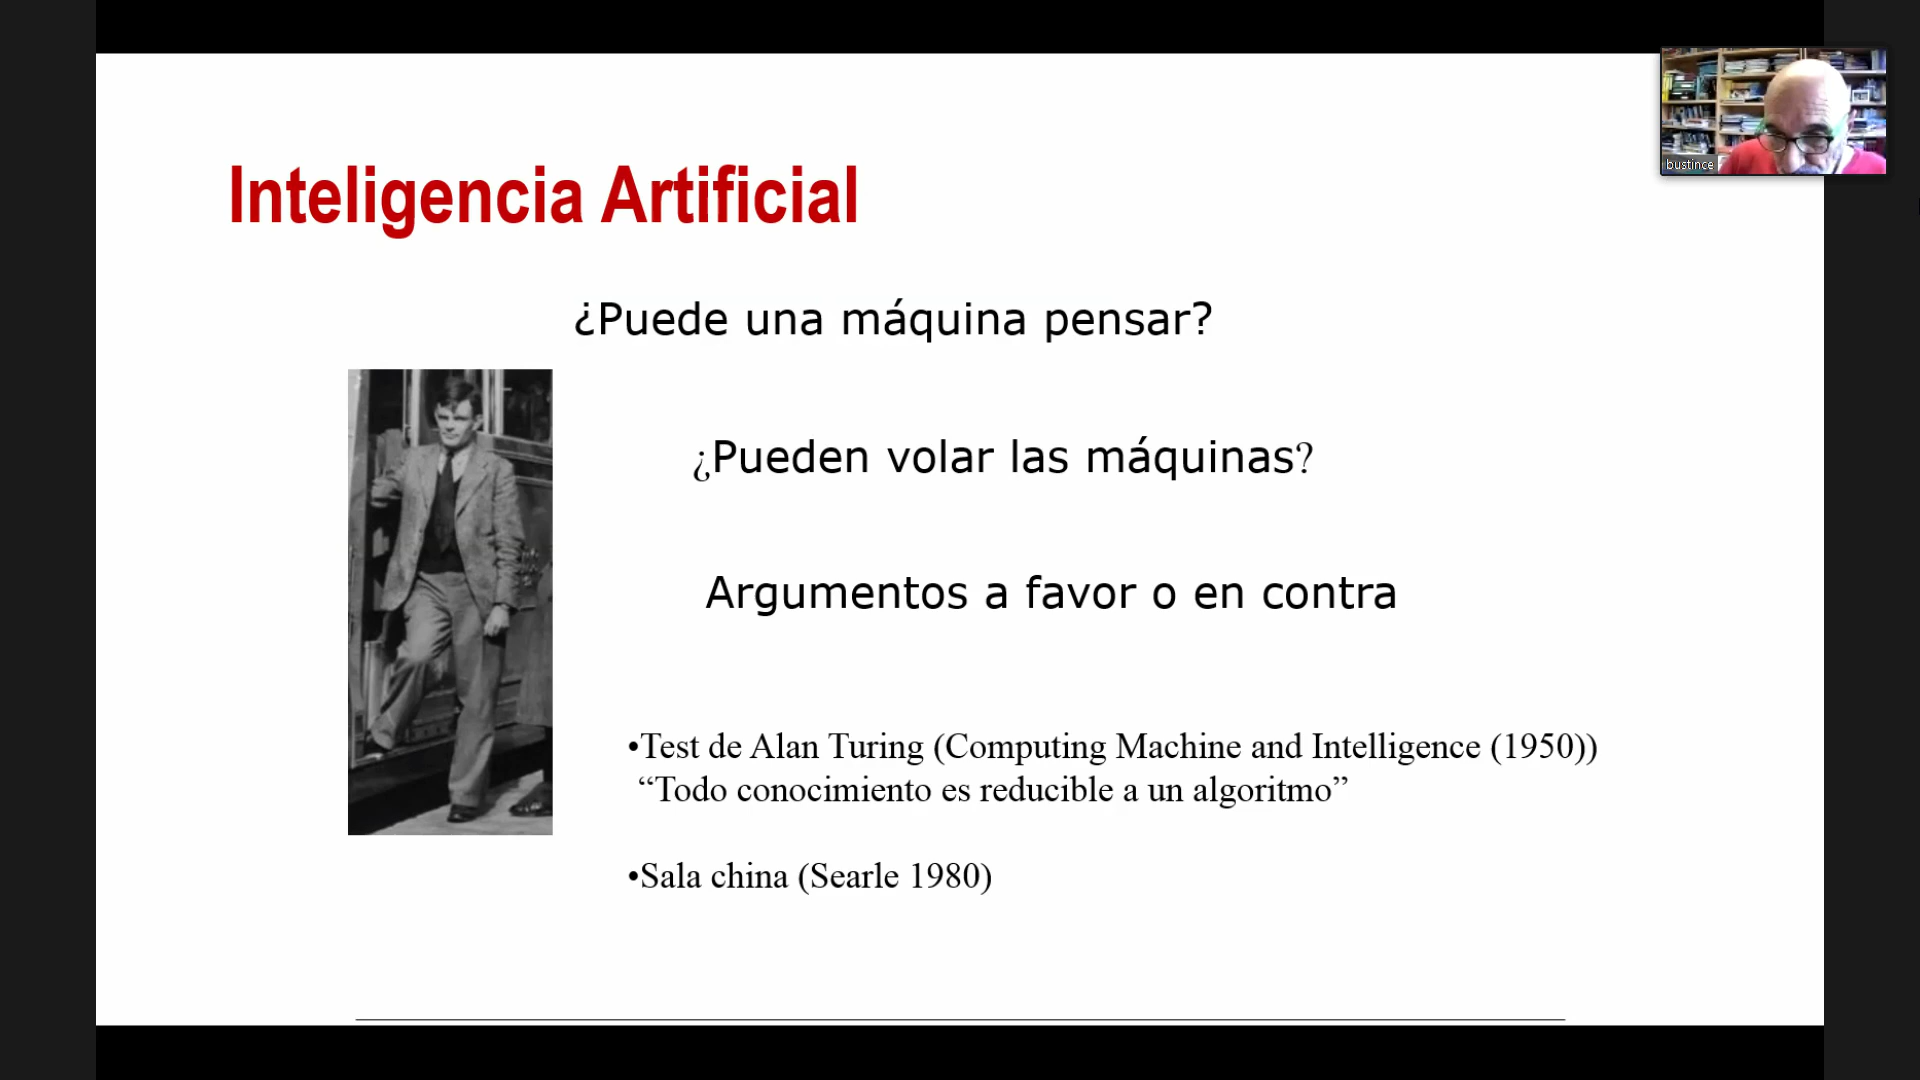 Inteligencia Artificial
¿Puede una máquina pensar?
¿Pueden volar las máquinas?
Argumentos a favor o en contra
•Test de Alan Turing (Computing Machine and Intelligence (1950))
“Todo conocimiento es reducible a un algoritmo”
•Sala china (Searle 1980)
bustince